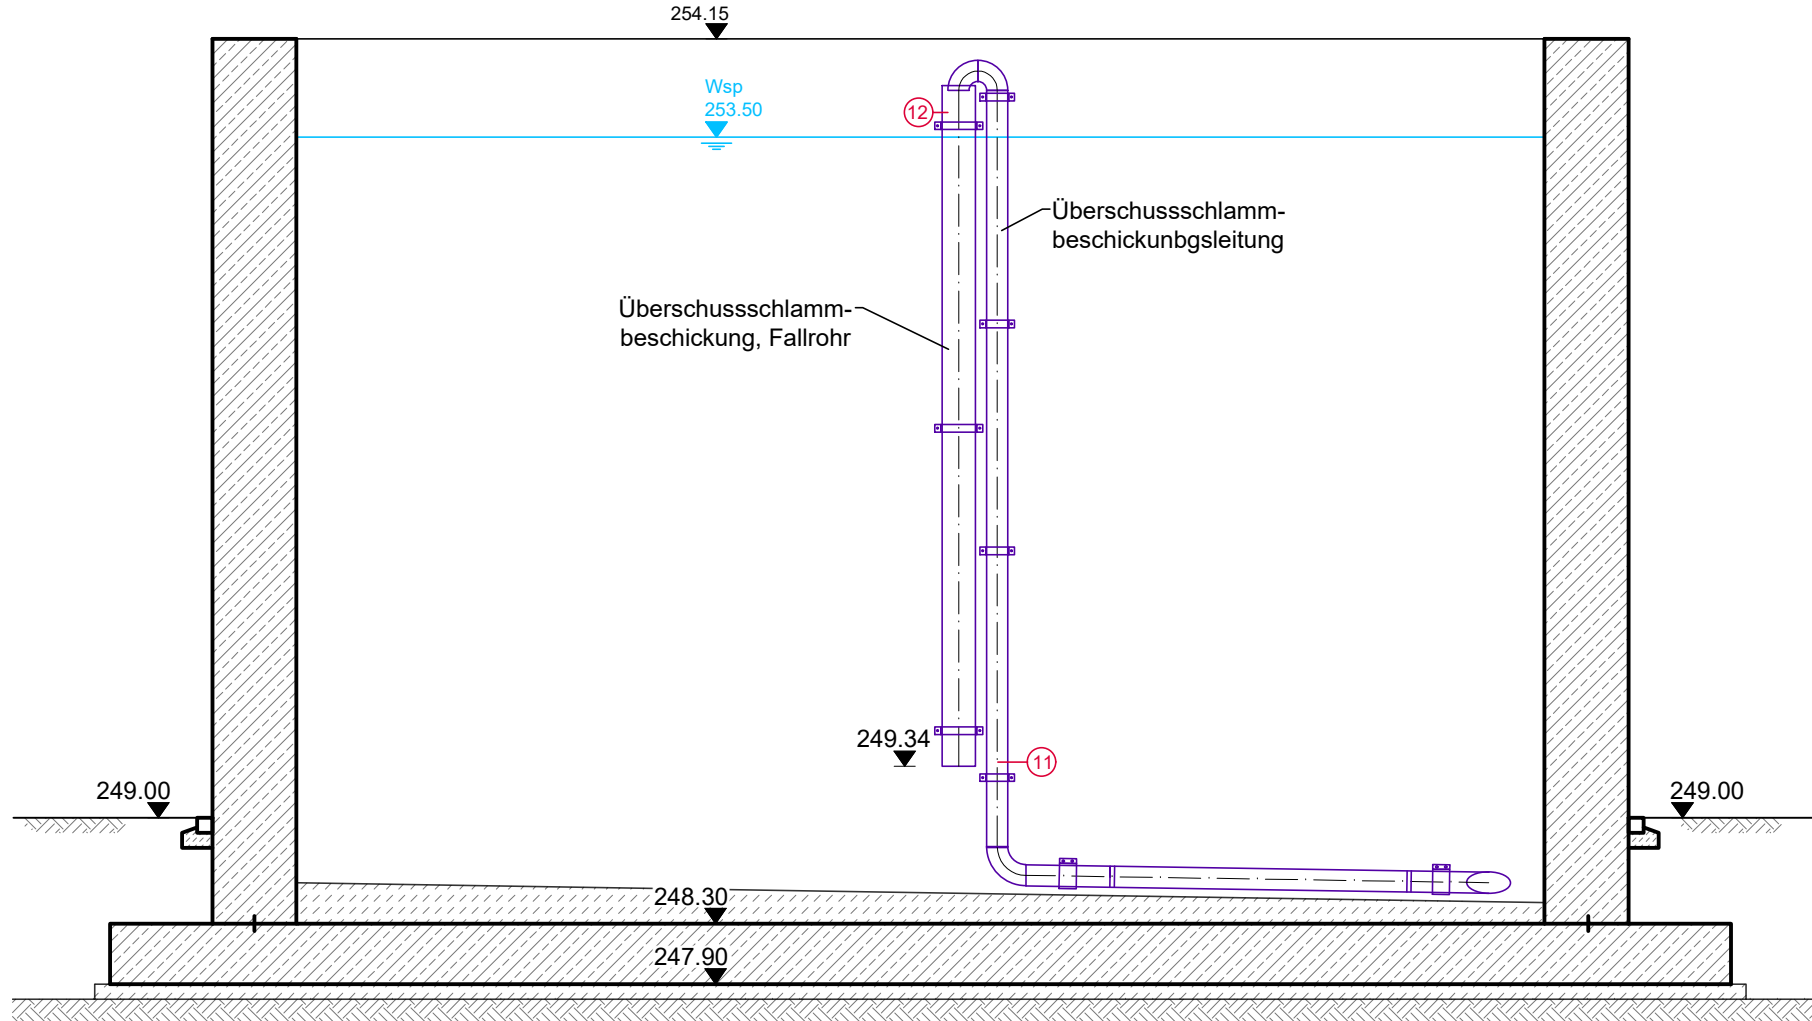 254.15
Wsp
253.50
12
Überschussschlamm-
beschickunbgsleitung
Überschussschlamm-
beschickung, Fallrohr
249.34
11
249.00
249.00
248.30
247.90